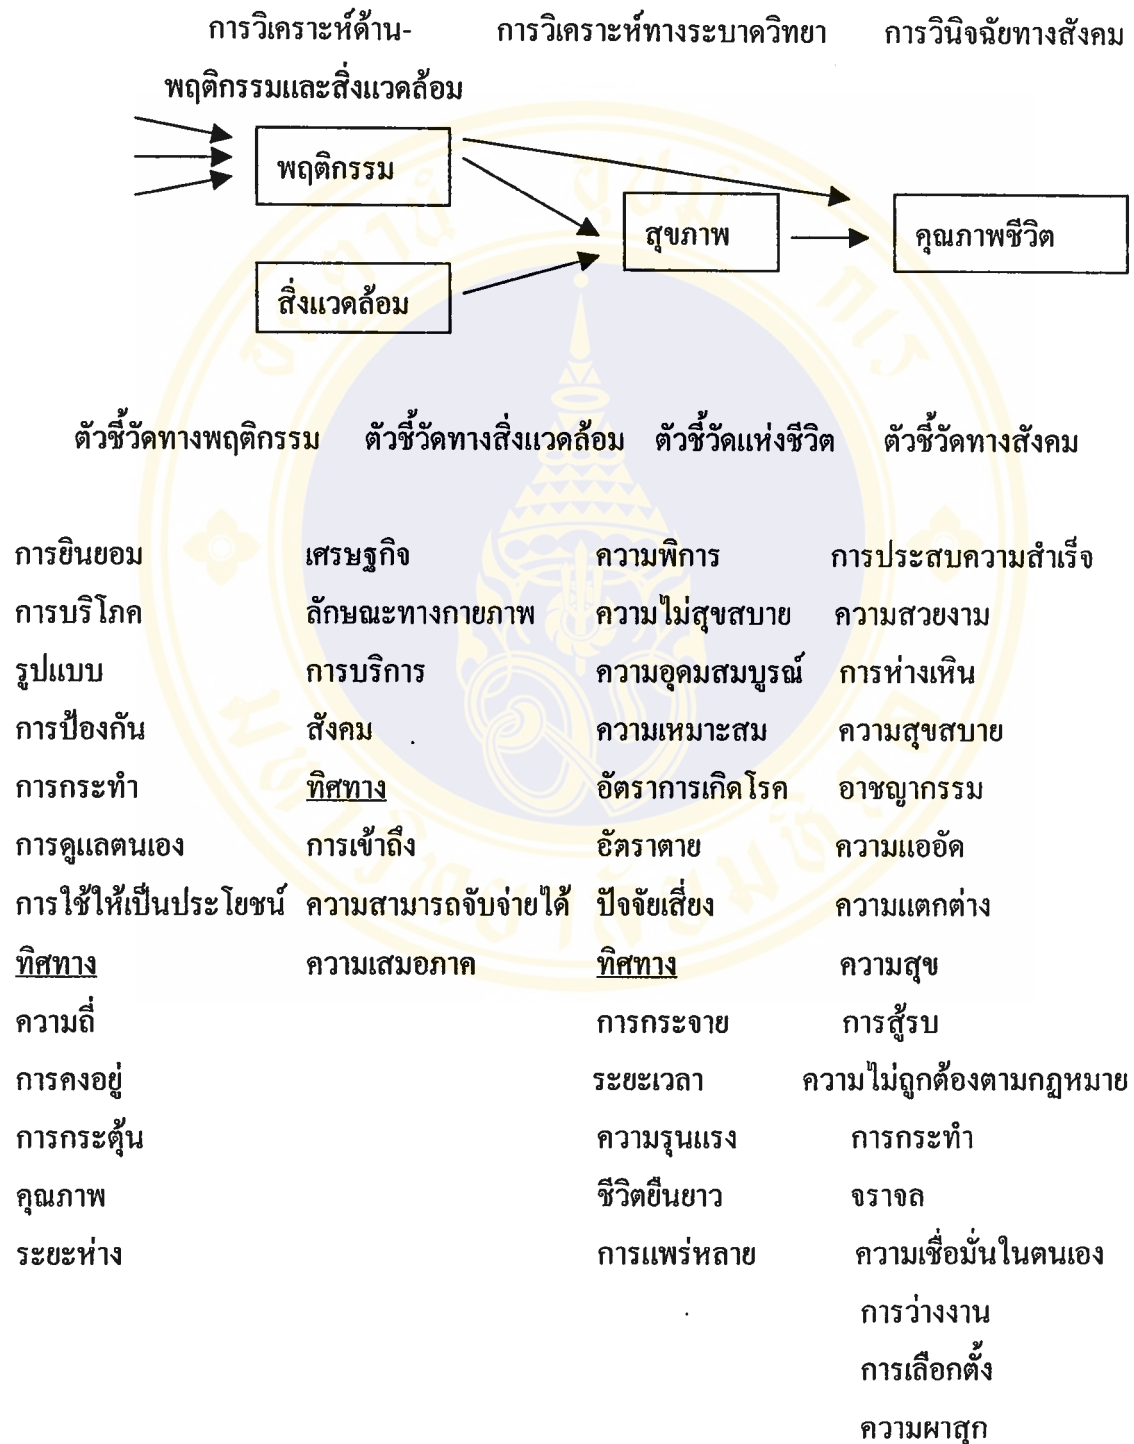 การวิเคราะห์ด้าน- การวิเคราะห์ทางระบาดวิทยา การวินิจฉัยทางสังคม
พฤติกรรมและสิ่งแวดล้อม
พฤติกรรม
สุขภาพ คุณภาพชีวิต
สิ่งแวดล้อม
ตัวชี้วัดทางพฤติกรรม ตัวชี้วัดทางสิ่งแวดล้อม ตัวชี้วัดแห่งชีวิต ตัวชี้วัดทางสังคม
การยินยอม เศรษฐกิจ ความพิการ การประสบความสำเร็จ
การบริโภค ลักษณะทางกายภาพ ความไม่สุขสบาย ความสวยงาม
รูปแบบ การบริการ ความอุดมสมบูรณ์ การห่างเหิน
การป้องกัน สังคม ความเหมาะสม ความสุขสบาย
การกระทำ ทิศทาง อัตราการเกิดโรค อาชญากรรม
การดูแลตนเอง การเข้าถึง อัตราตาย ความแออัด
การใช้ให้เป็นประโยชน์ ความสามารถจับจ่ายได้ ปัจจัยเสี่ยง ความแตกต่าง
ทิศทาง ความเสมอภาค ทิศทาง ความสุข
ความถี่ การกระจาย การสู้รบ
การคงอยู่ ระยะเวลา ความไม่ถูกต้องตามกฎหมาย
การกระตุ้น ความรุนแรง การกระทำ
คุณภาพ ชีวิตยืนยาว จราจล
ระยะห่าง การแพร่หลาย ความเชื่อมั่นในตนเอง
การว่างงาน
การเลือกตั้ง
ความผาสุก
มหาวิทยาลัยมหิดล